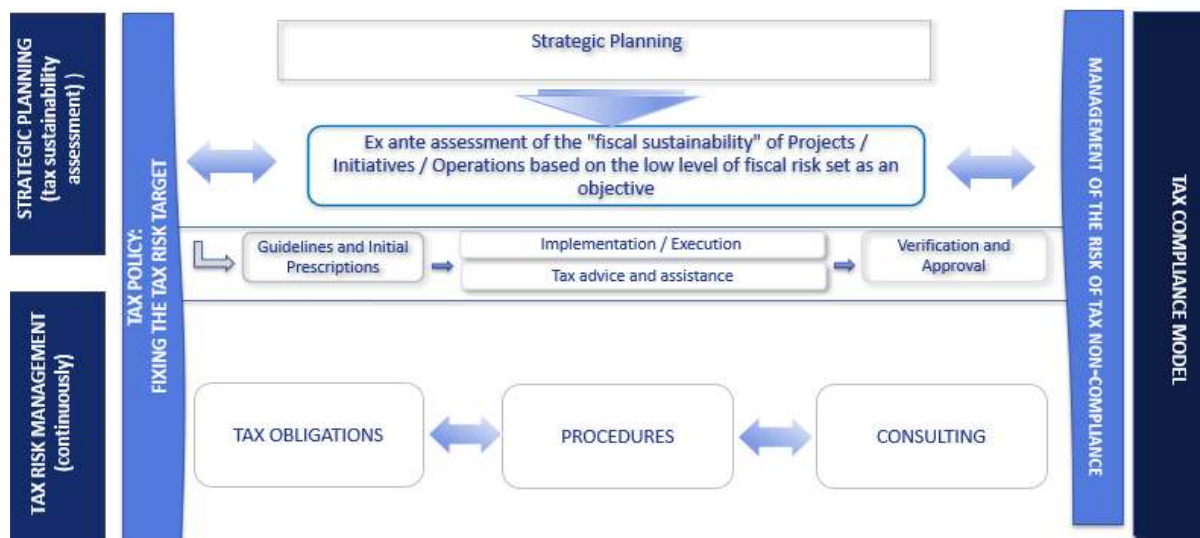 STRATEGIC PLANNING
(tax sustainability
assessment) )
TAX RISK MANAGEMENT
(continuously)
TAX POLICY:
FIXING THE TAX RISK TARGET
Strategic Planning
Ex ante assessment of the "fiscal sustainability" of Projects /
Initiatives / Operations based on the low level of fiscal risk set as an
objective
Guidelines and Initial
Prescriptions
Implementation / Execution
Tax advice and assistance
Verification and
Approval
TAX OBLIGATIONS
PROCEDURES
CONSULTING
MANAGEMENT OF THE RISK OF TAX NON-COMPLIANCE
TAX COMPLIANCE MODEL